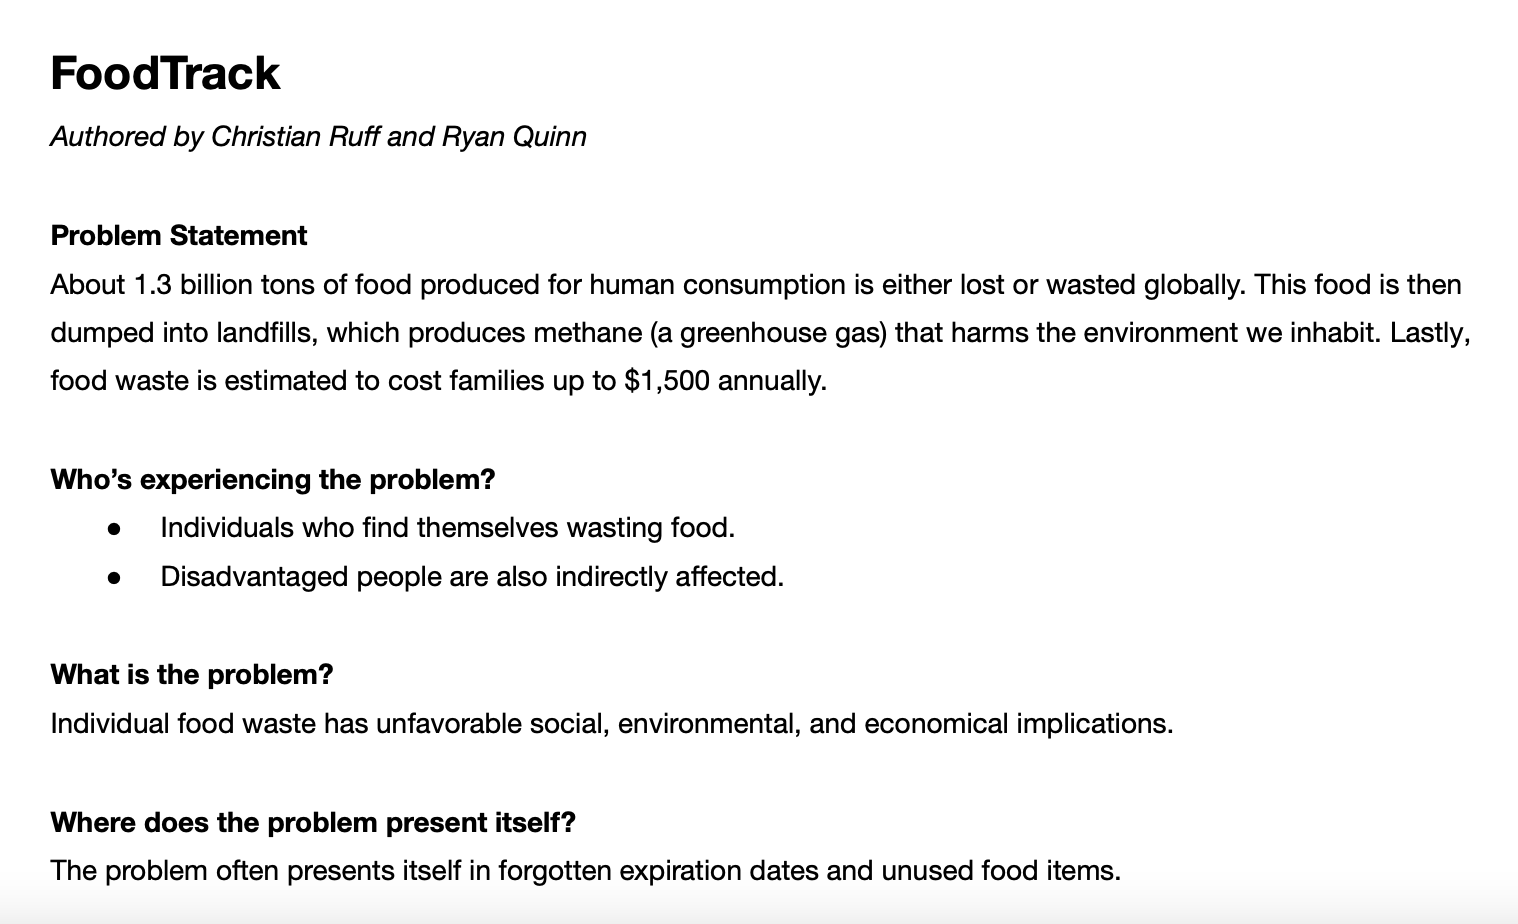 FoodTrack
Authored by Christian Ruff and Ryan Quinn
Problem Statement
About 1.3 billion tons of food produced for human consumption is either lost or wasted globally. This food is then
dumped into landfills, which produces methane (a greenhouse gas) that harms the environment we inhabit. Lastly,
food waste is estimated to cost families up to $1,500 annually.
Who’s experiencing the problem?
● Individuals who find themselves wasting food.
● Disadvantaged people are also indirectly affected.
What is the problem?
Individual food waste has unfavorable social, environmental, and economical implications.
Where does the problem present itself?
The problem often presents itself in forgotten expiration dates and unused food items.